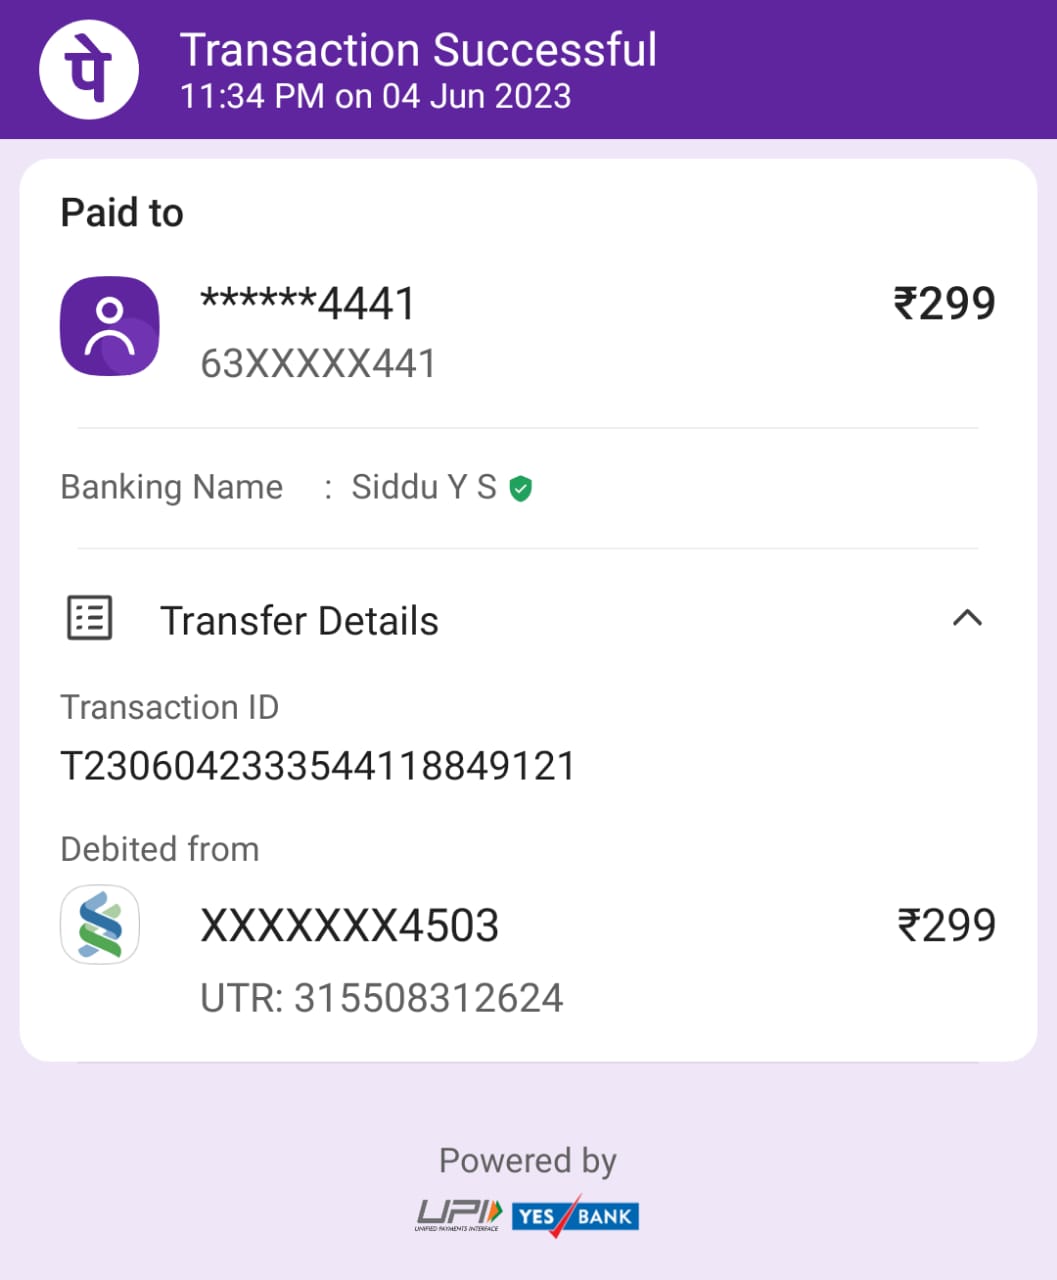 पे
Transaction Successful
11:34 PM on 04 Jun 2023
Paid to
******4441
₹299
63XXXXX441
Banking Name : Siddu Y S
Transfer Details
Transaction ID
T2306042333544118849121
Debited from
XXXXXXX4503
₹299
UTR: 315508312624
Powered by
UPI
UNIFIED PAYMENTS INTERFACE
YES BANK